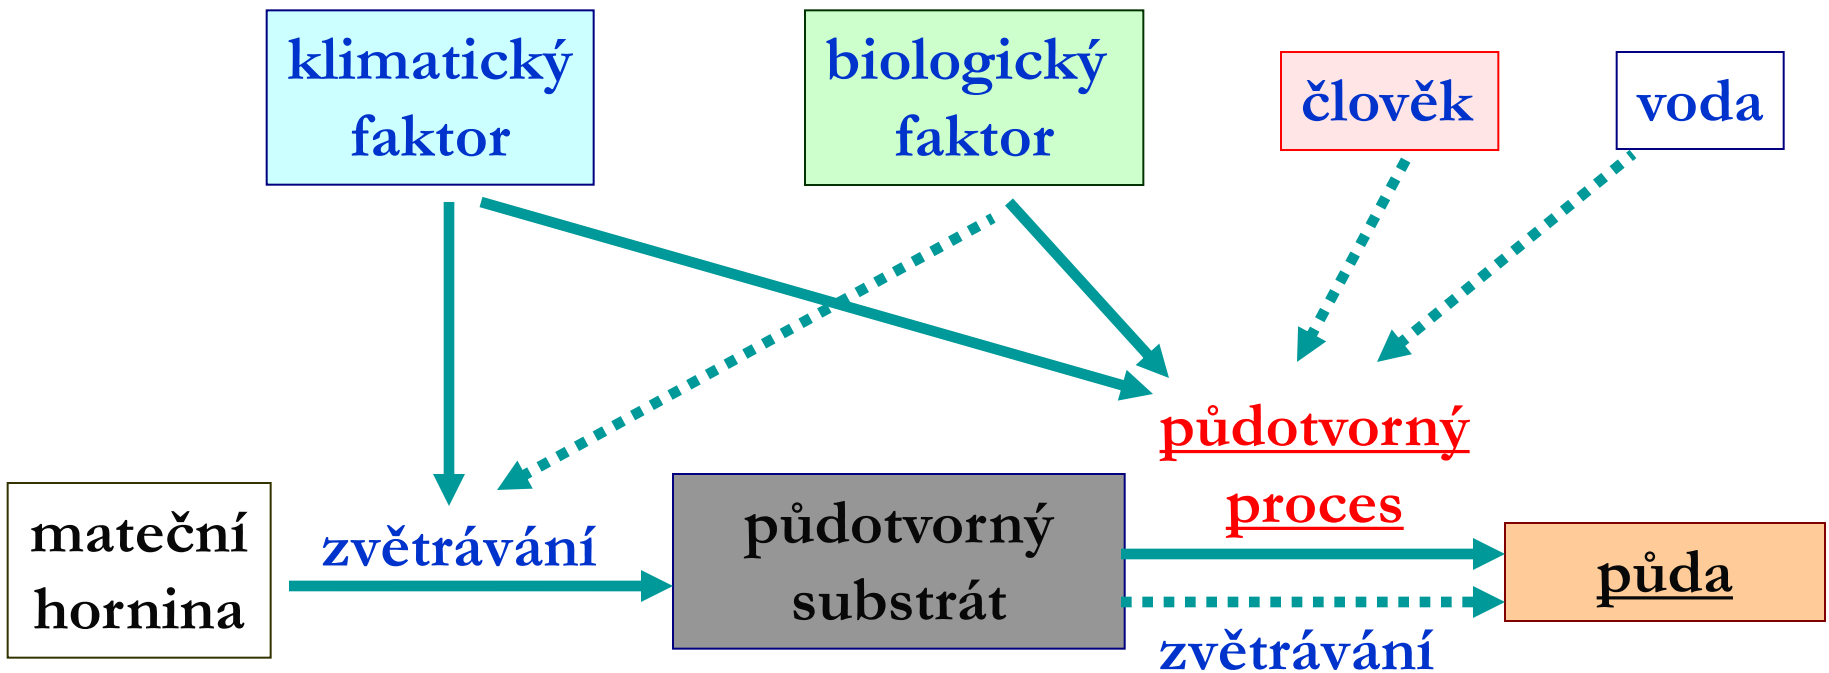 klimatický
faktor
biologický
faktor
člověk
voda
půdotvorný
proces
mateční
hornina
zvětrávání
půdotvorný
substrát
půda
zvětrávání